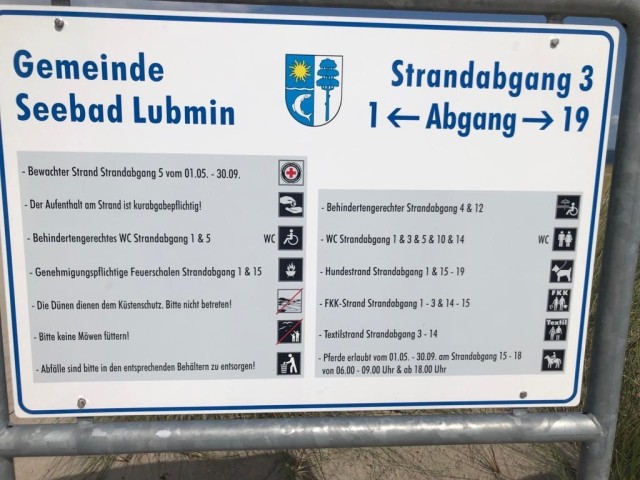 Gemeinde
Seebad Lubmin
Strandabgang 3
1 ← Abgang → 19
- Bewachter Strand Strandabgang 5 vom 01.05. - 30.09.
- Der Aufenthalt am Strand ist kurabgabepflichtig!
- Behindertengerechtes WC Strandabgang 1 & 5 WC
- Genehmigungspflichtige Feuerschalen Strandabgang 1 & 15
- Die Dünen dienen dem Küstenschutz. Bitte nicht betreten!
- Bitte keine Möwen füttern!
- Abfälle sind bitte in den entsprechenden Behältern zu entsorgen!
- Behindertengerechter Strandabgang 4 & 12
- WC Strandabgang 1 & 3 & 5 & 10 & 14 WC
- Hundestrand Strandabgang 1 & 15 - 19
- FKK-Strand Strandabgang 1 - 3 & 14 - 15 FKK
- Textilstrand Strandabgang 3 - 14 Textil
- Pferde erlaubt vom 01.05. - 30.09. am Strandabgang 15 - 18
von 06.00 - 09.00 Uhr & ab 18.00 Uhr